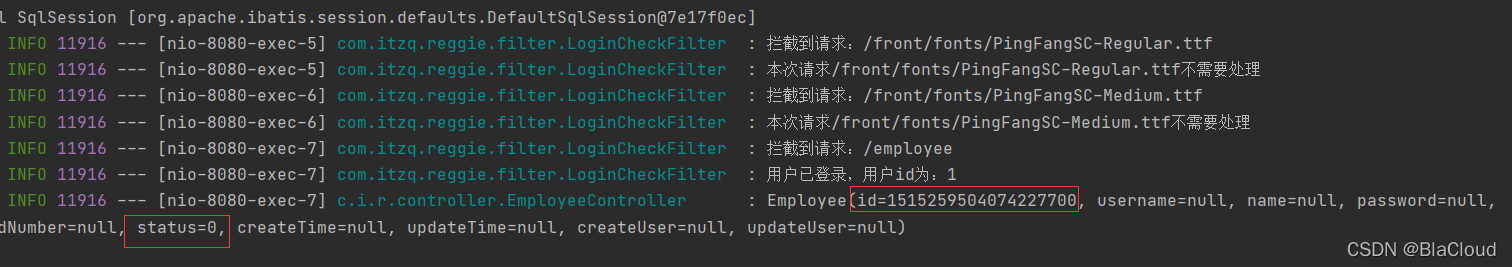 l SqlSession [org.apache.ibatis.session.defaults.DefaultSqlSession@7e17f0ec]
INFO 11916 --- [nio-8080-exec-5] com.itzq.reggie.filter.LoginCheckFilter : 拦截到请求：/front/fonts/PingFangSC-Regular.ttf
INFO 11916 --- [nio-8080-exec-5] com.itzq.reggie.filter.LoginCheckFilter : 本次请求/front/fonts/PingFangSC-Regular.ttf不需要处理
INFO 11916 --- [nio-8080-exec-6] com.itzq.reggie.filter.LoginCheckFilter : 拦截到请求：/front/fonts/PingFangSC-Medium.ttf
INFO 11916 --- [nio-8080-exec-6] com.itzq.reggie.filter.LoginCheckFilter : 本次请求/front/fonts/PingFangSC-Medium.ttf不需要处理
INFO 11916 --- [nio-8080-exec-7] com.itzq.reggie.filter.LoginCheckFilter : 拦截到请求：/employee
INFO 11916 --- [nio-8080-exec-7] com.itzq.reggie.filter.LoginCheckFilter : 用户已登录，用户id为：1
INFO 11916 --- [nio-8080-exec-7] c.i.r.controller.EmployeeController : Employee(id=1515259504074227700, username=null, name=null, password=null,
dNumber=null, status=0, createTime=null, updateTime=null, createUser=null, updateUser=null)
CSDN @BlaCloud